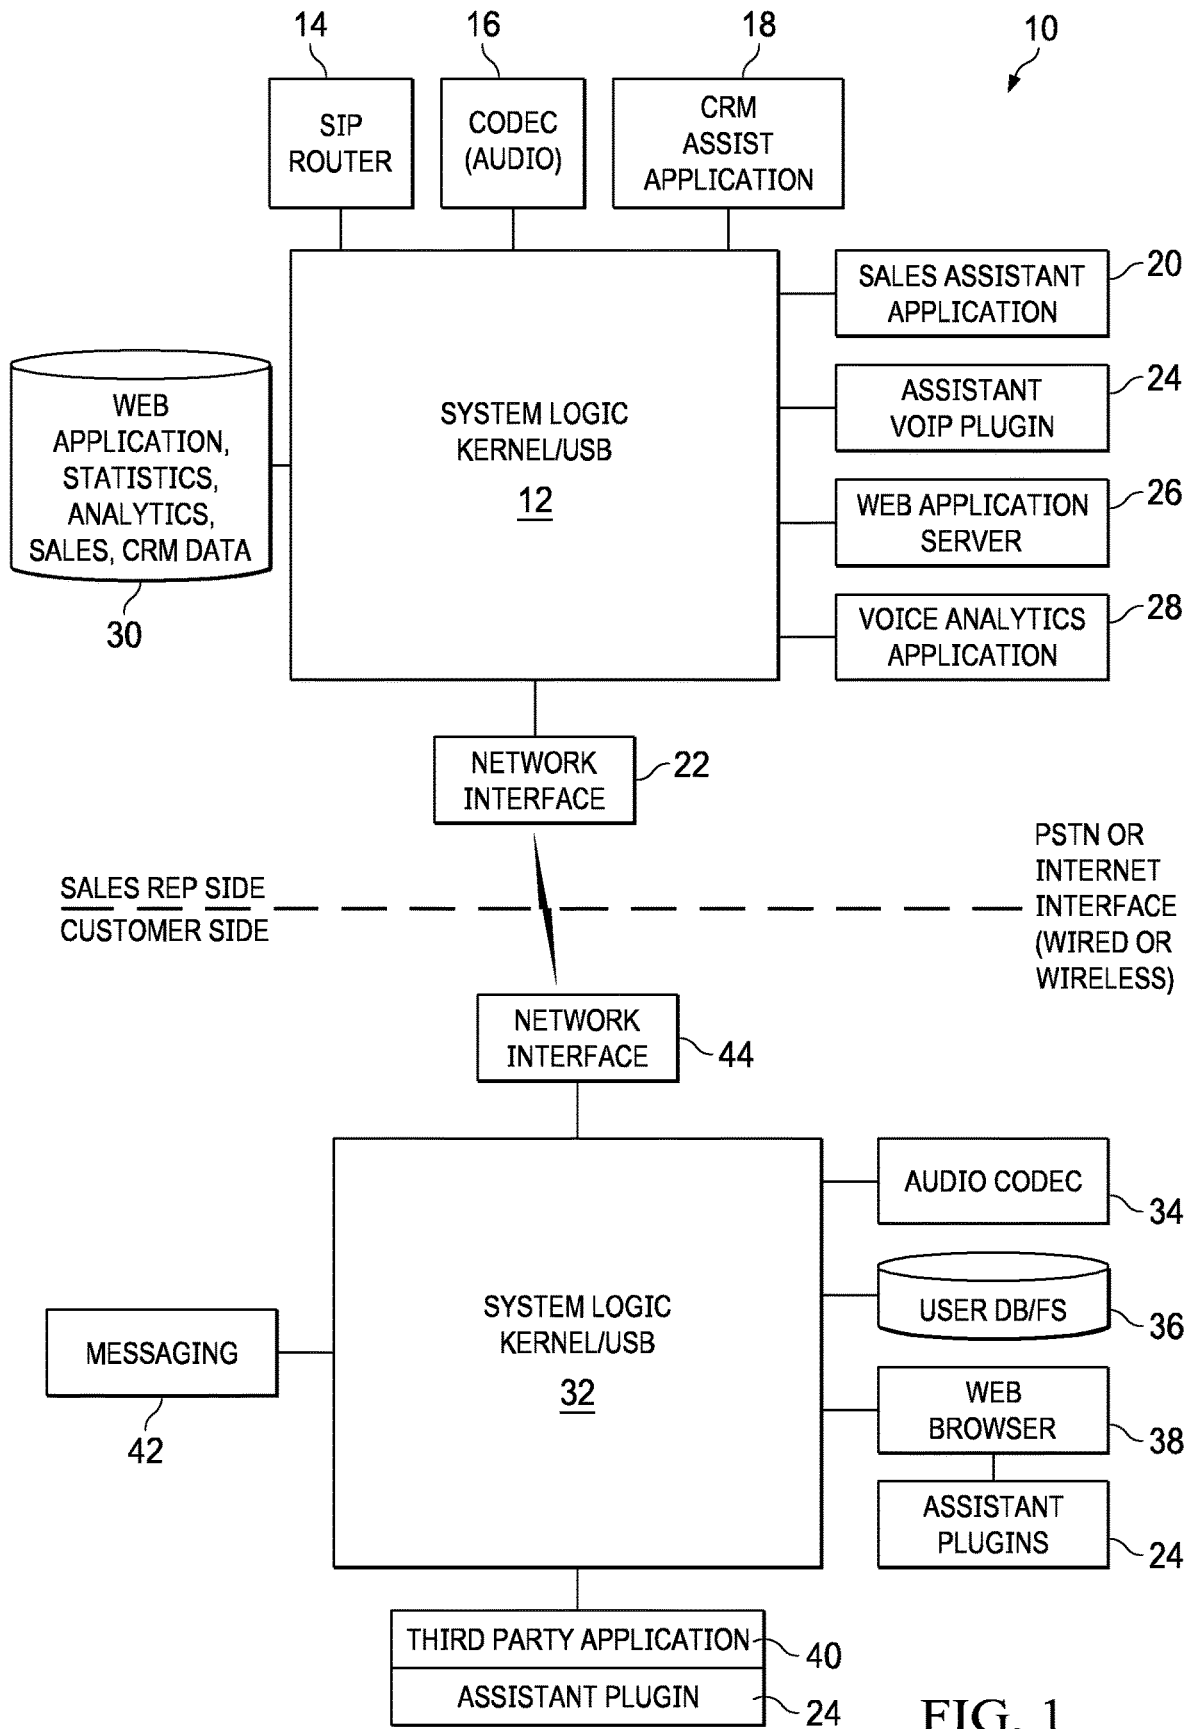 14
16
18
10
SIP
ROUTER
CODEC
(AUDIO)
CRM
ASSIST
APPLICATION
SALES ASSISTANT
APPLICATION
20
ASSISTANT
VOIP PLUGIN
24
WEB APPLICATION
SERVER
26
VOICE ANALYTICS
APPLICATION
28
WEB
APPLICATION,
STATISTICS,
ANALYTICS,
SALES, CRM DATA
30
SYSTEM LOGIC
KERNEL/USB
12
NETWORK
INTERFACE
22
SALES REP SIDE
CUSTOMER SIDE
PSTN OR
INTERNET
INTERFACE
(WIRED OR
WIRELESS)
NETWORK
INTERFACE
44
AUDIO CODEC
34
USER DB/FS
36
WEB
BROWSER
38
ASSISTANT
PLUGINS
24
SYSTEM LOGIC
KERNEL/USB
32
MESSAGING
42
THIRD PARTY APPLICATION
40
ASSISTANT PLUGIN
24
FIG. 1